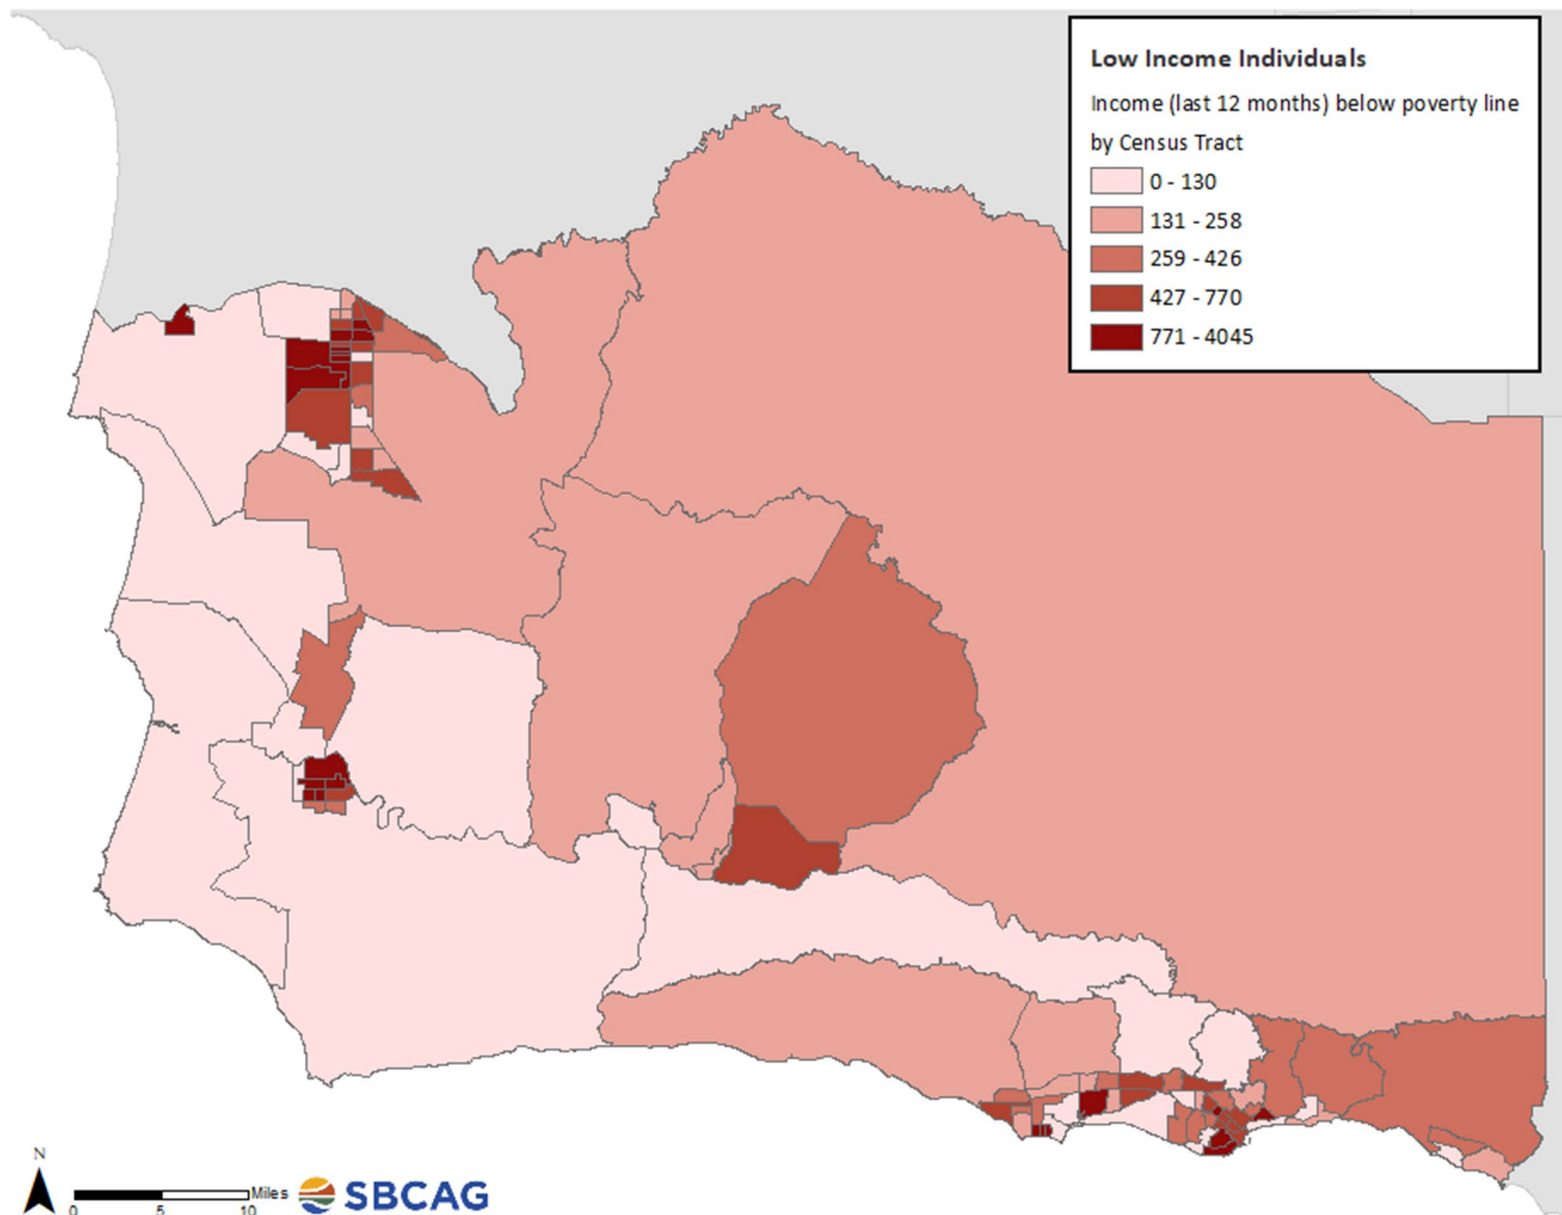 Low Income Individuals
Income (last 12 months) below poverty line
by Census Tract
0 - 130
131 - 258
259 - 426
427 - 770
771 - 4045
N
Miles
0 5 10
SBCAG